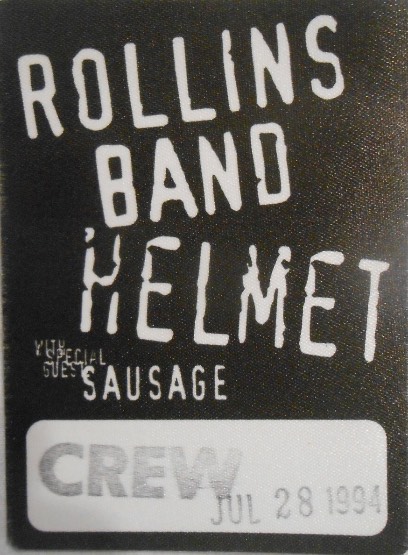 ROLLINS
BAND
HELMET
WITH
SPECIAL
GUEST
SAUSAGE
CREW
JUL 28 1994